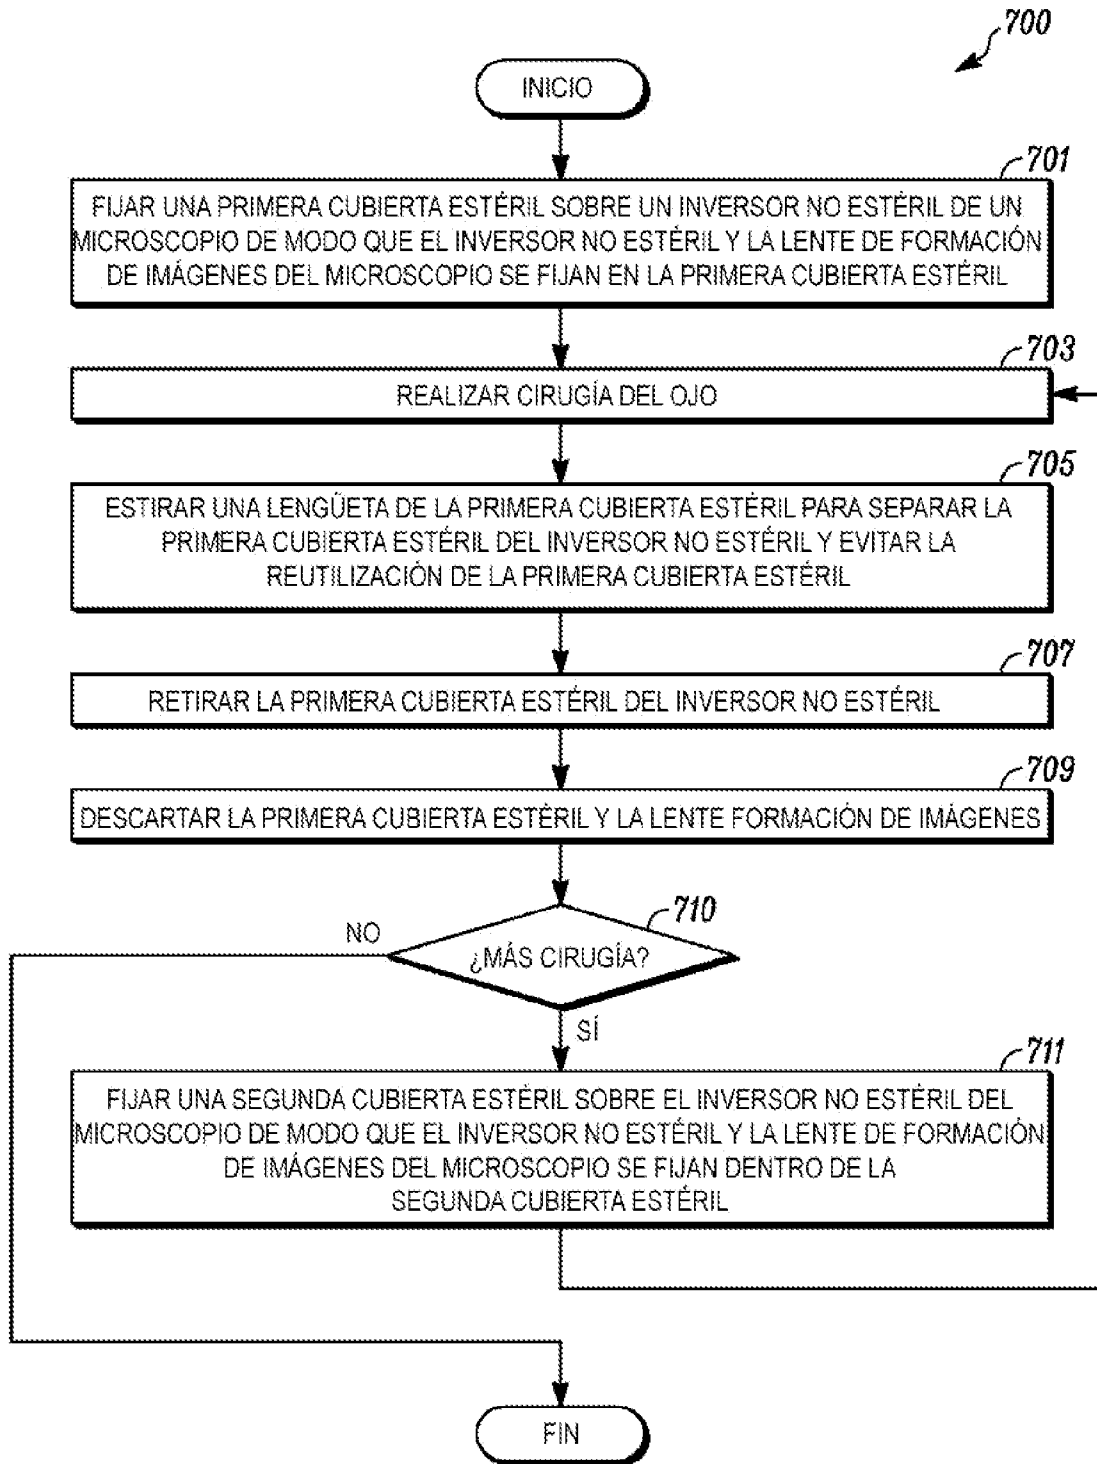 700
INICIO
701
FIJAR UNA PRIMERA CUBIERTA ESTÉRIL SOBRE UN INVERSOR NO ESTÉRIL DE UN
MICROSCOPIO DE MODO QUE EL INVERSOR NO ESTÉRIL Y LA LENTE DE FORMACIÓN
DE IMÁGENES DEL MICROSCOPIO SE FIJAN EN LA PRIMERA CUBIERTA ESTÉRIL
703
REALIZAR CIRUGÍA DEL OJO
705
ESTIRAR UNA LENGÜETA DE LA PRIMERA CUBIERTA ESTÉRIL PARA SEPARAR LA
PRIMERA CUBIERTA ESTÉRIL DEL INVERSOR NO ESTÉRIL Y EVITAR LA
REUTILIZACIÓN DE LA PRIMERA CUBIERTA ESTÉRIL
707
RETIRAR LA PRIMERA CUBIERTA ESTÉRIL DEL INVERSOR NO ESTÉRIL
709
DESCARTAR LA PRIMERA CUBIERTA ESTÉRIL Y LA LENTE FORMACIÓN DE IMÁGENES
710
NO
¿MÁS CIRUGÍA?
SÍ
711
FIJAR UNA SEGUNDA CUBIERTA ESTÉRIL SOBRE EL INVERSOR NO ESTÉRIL DEL
MICROSCOPIO DE MODO QUE EL INVERSOR NO ESTÉRIL Y LA LENTE DE FORMACIÓN
DE IMÁGENES DEL MICROSCOPIO SE FIJAN DENTRO DE LA
SEGUNDA CUBIERTA ESTÉRIL
FIN